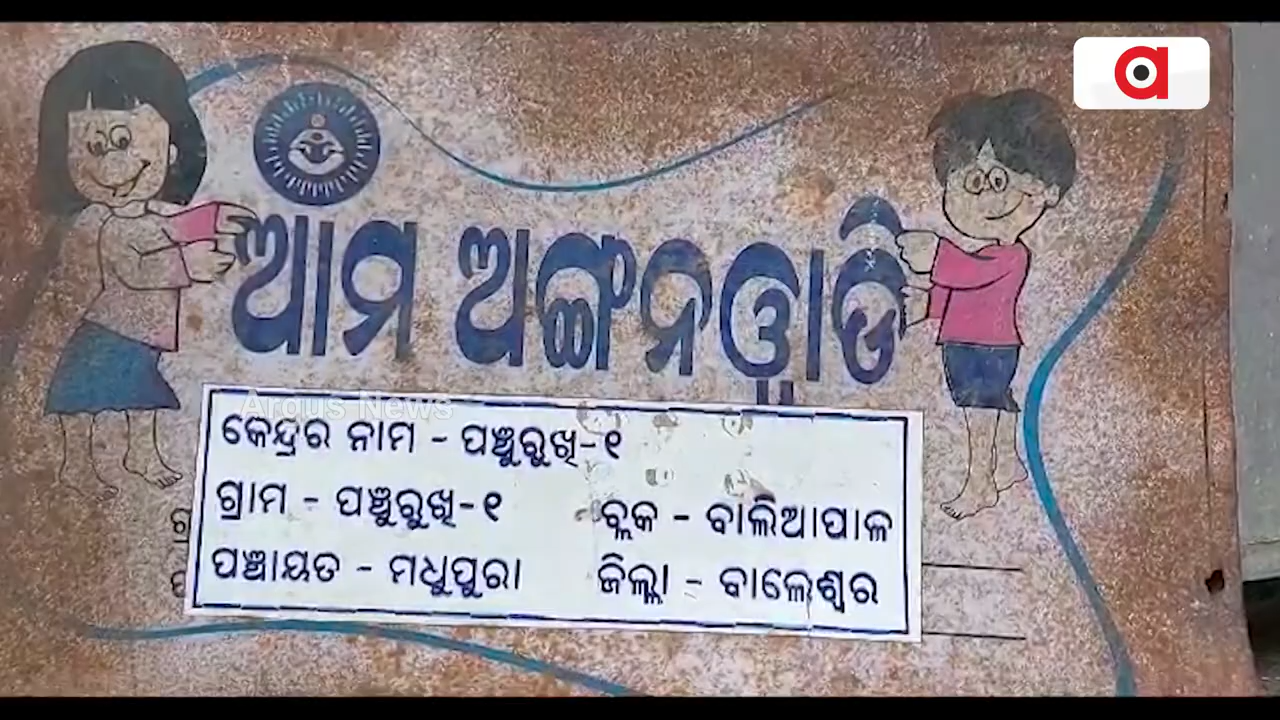 ଆମ ଅଙ୍ଗନୱାଡି
Argus News
କେନ୍ଦ୍ରର ନାମ - ପଞ୍ଚୁରୁଖି-୧
ଗ୍ରାମ - ପଞ୍ଚୁରୁଖି-୧ ବ୍ଲକ - ବାଲିଆପାଳ
ପଞ୍ଚାୟତ - ମଧୁପୁରା ଜିଲ୍ଲା - ବାଲେଶ୍ୱର